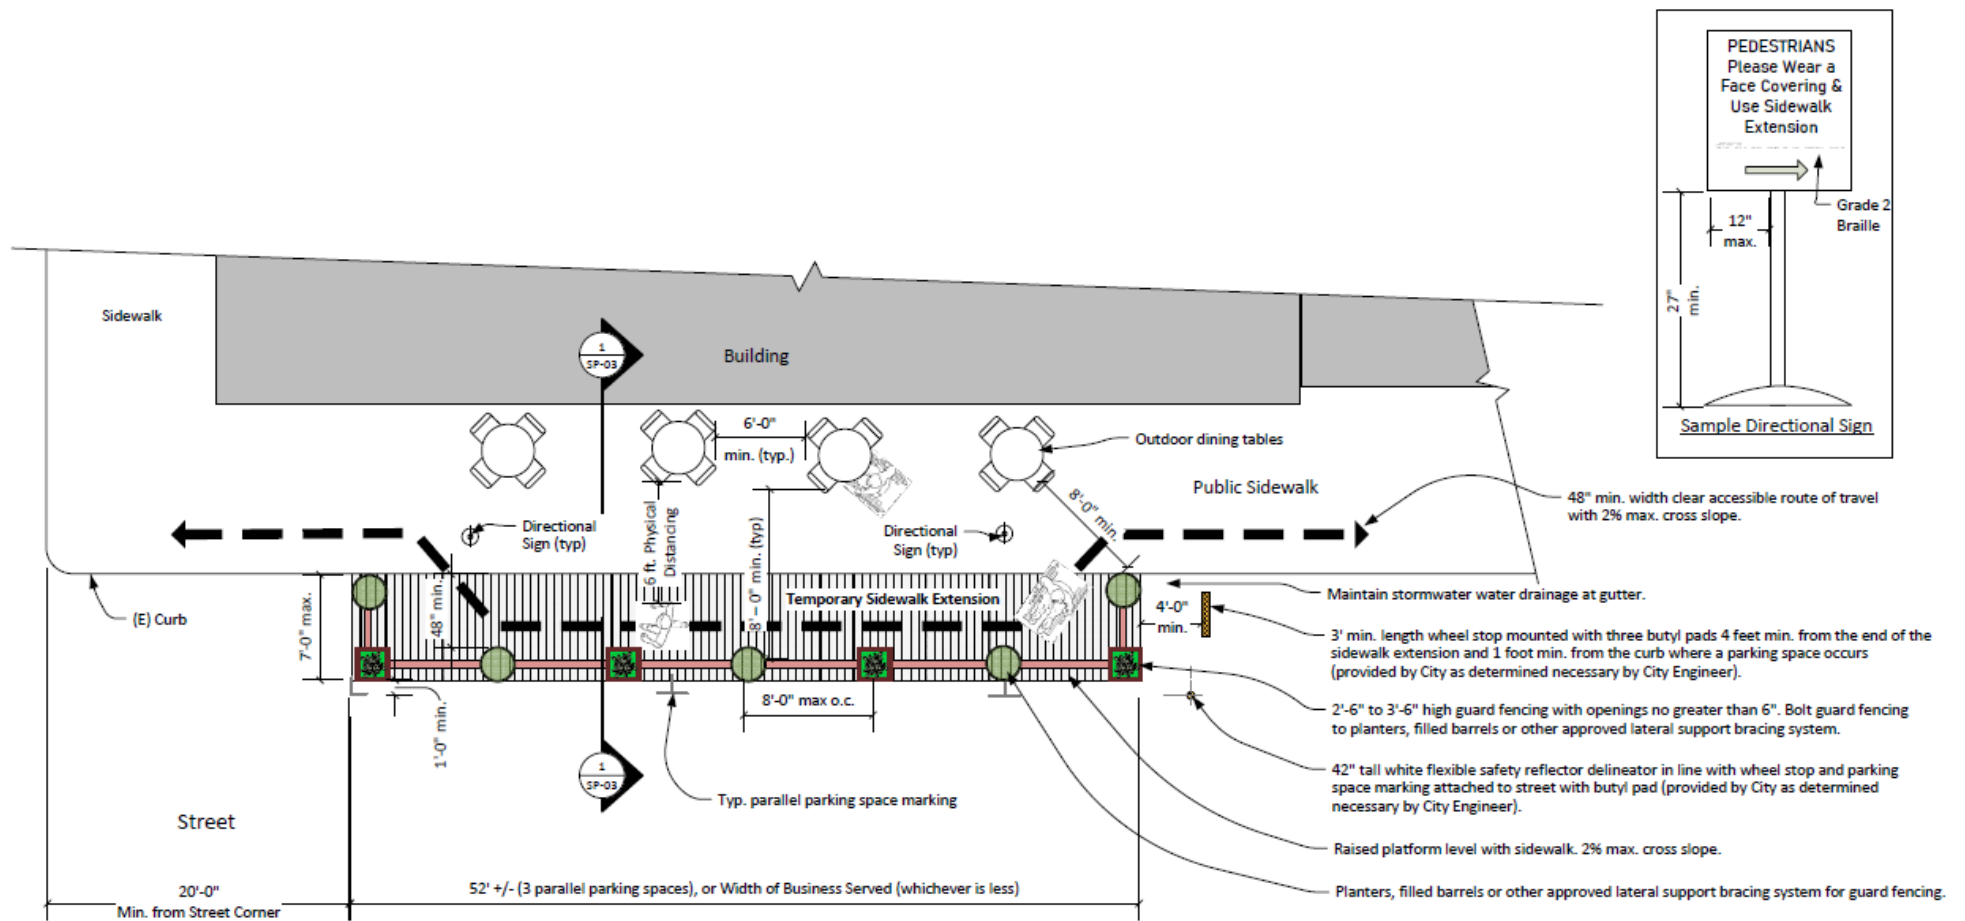 PEDESTRIANS
Please Wear a
Face Covering &
Use Sidewalk
Extension
Grade 2
Braille
12"
max.
27"
min.
Sample Directional Sign
Sidewalk
1
SP-03
Building
6'-0"
min. (typ.)
Outdoor dining tables
Public Sidewalk
8'-0" min.
48" min. width clear accessible route of travel
with 2% max. cross slope.
Directional
Sign (typ)
6 ft. Physical
Distancing
8'–0" min. (typ)
Directional
Sign (typ)
(E) Curb
7'-0" max.
48" min.
Temporary Sidewalk Extension
4'-0"
min.
Maintain stormwater water drainage at gutter.
3' min. length wheel stop mounted with three butyl pads 4 feet min. from the end of the
sidewalk extension and 1 foot min. from the curb where a parking space occurs
(provided by City as determined necessary by City Engineer).
1'-0" min.
8'-0" max o.c.
2'-6" to 3'-6" high guard fencing with openings no greater than 6". Bolt guard fencing
to planters, filled barrels or other approved lateral support bracing system.
1
SP-03
Typ. parallel parking space marking
42" tall white flexible safety reflector delineator in line with wheel stop and parking
space marking attached to street with butyl pad (provided by City as determined
necessary by City Engineer).
Street
Raised platform level with sidewalk. 2% max. cross slope.
20'-0"
Min. from Street Corner
52' +/- (3 parallel parking spaces), or Width of Business Served (whichever is less)
Planters, filled barrels or other approved lateral support bracing system for guard fencing.